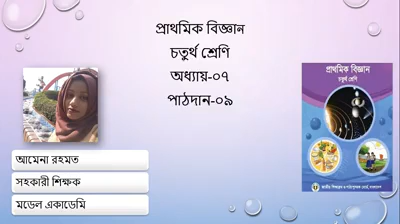 প্রাথমিক বিজ্ঞান
চতুর্থ শ্রেণি
অধ্যায়-০৭
পাঠদান-০৯
আমেনা রহমত
সহকারী শিক্ষক
মডেল একাডেমি
প্রাথমিক বিজ্ঞান
চতুর্থ শ্রেণি